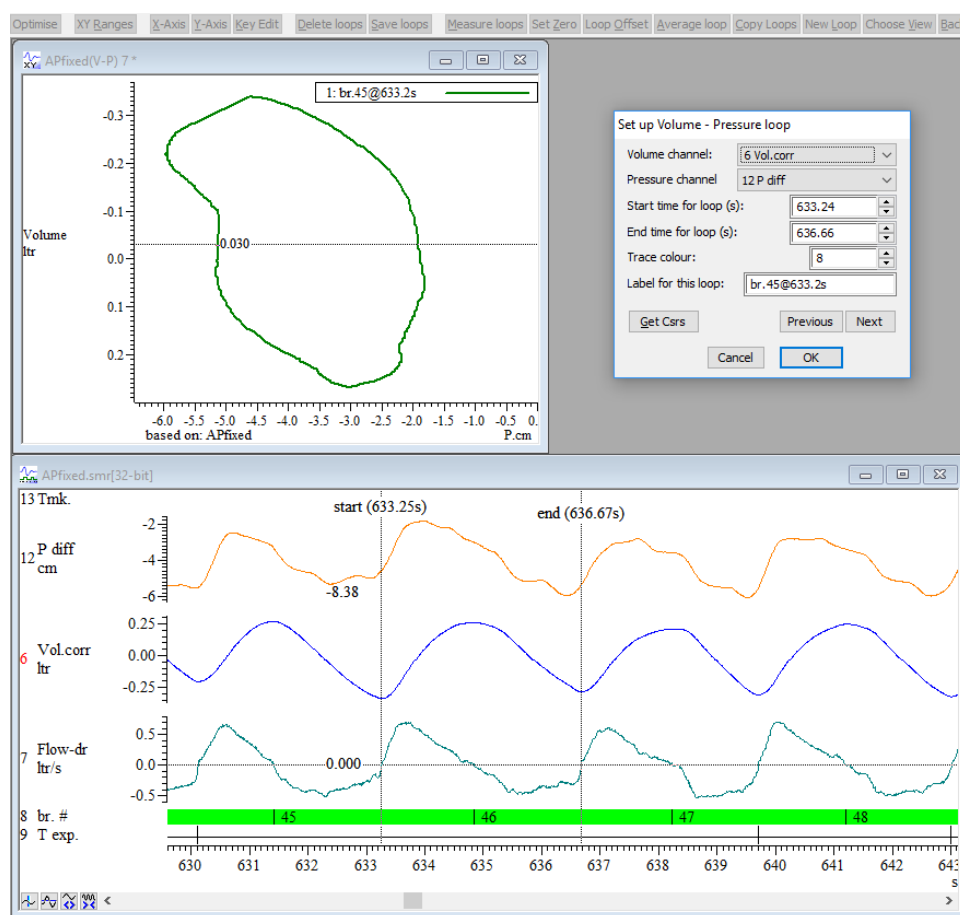 Optimise XY Ranges X-Axis Y-Axis Key Edit Delete loops Save loops Measure loops Set Zero Loop Offset Average loop Copy Loops New Loop Choose View Bac
XY APfixed(V-P) 7 *
1: br.45@633.2s
-0.3
-0.2
-0.1
Volume
ltr
0.030
0.0
0.1
0.2
-6.0 -5.5 -5.0 -4.5 -4.0 -3.5 -3.0 -2.5 -2.0 -1.5 -1.0 -0.5 0.
based on: APfixed P.cm
Set up Volume - Pressure loop
Volume channel: 6 Vol.corr
Pressure channel 12 P diff
Start time for loop (s): 633.24
End time for loop (s): 636.66
Trace colour: 8
Label for this loop: br.45@633.2s
Get Csrs Previous Next
Cancel OK
APfixed.smr[32-bit]
13 Tmk.
start (633.25s) end (636.67s)
12 P diff
cm
-2
-4
-6
-8.38
6 Vol.corr
ltr
0.25
0.00
-0.25
7 Flow-dr
ltr/s
0.5
0.0
-0.5
0.000
8 br. # 45 46 47 48
9 T exp.
630 631 632 633 634 635 636 637 638 639 640 641 642 643
s